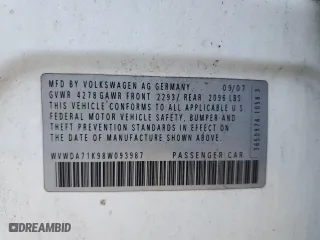 MFD BY VOLKSWAGEN AG GERMANY 09/07
GVWR 4278 GAWR FRONT 2293/ REAR 2096 LBS
THIS VEHICLE CONFORMS TO ALL APPLICABLE U S
FEDERAL MOTOR VEHICLE SAFETY, BUMPER, AND
THEFT PREVENTION STANDARDS IN EFFECT ON
THE DATE OF MANUFACTURE SHOWN ABOVE.
WVWDA71K98W093987 PASSENGER CAR